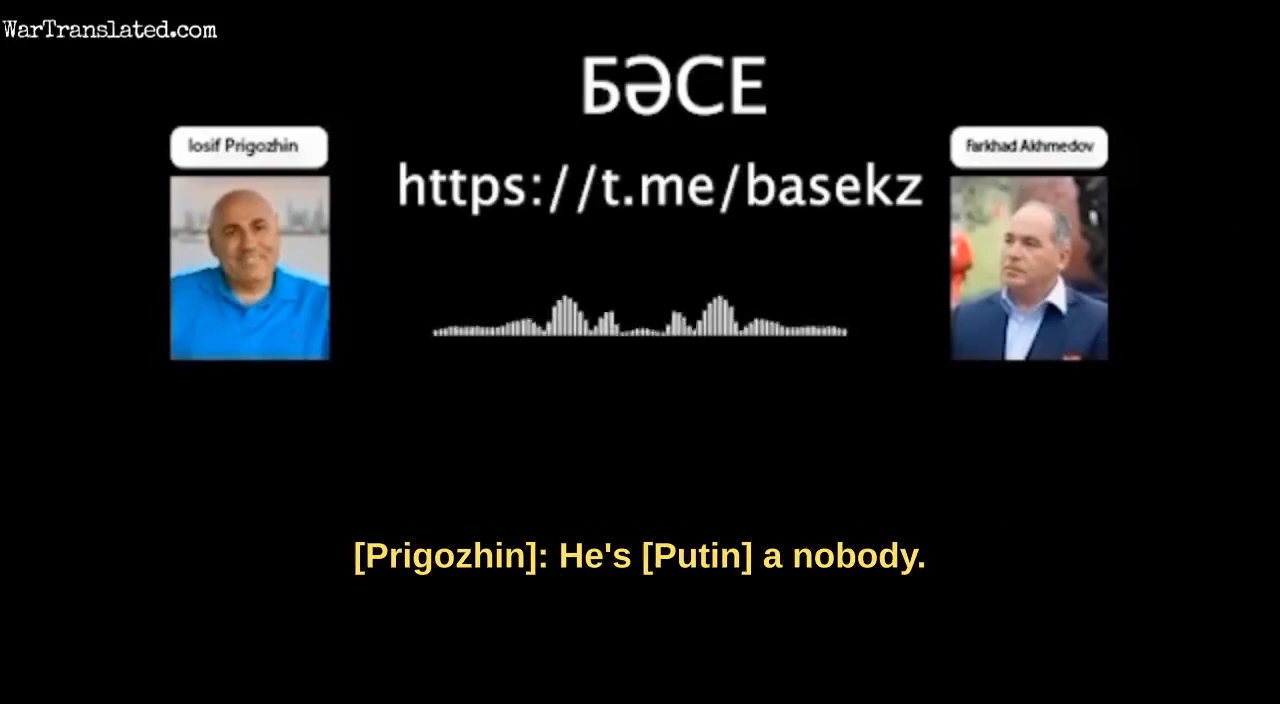 WarTranslated.com
БӘСЕ
Iosif Prigozhin
Farkhad Akhmedov
https://t.me/basekz
[Prigozhin]: He's [Putin] a nobody.